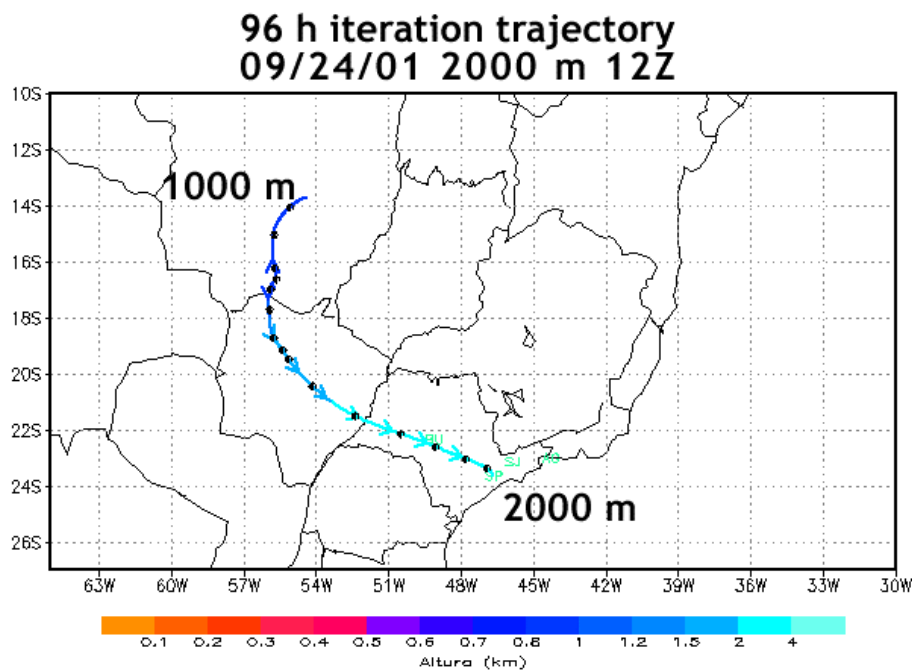 96 h iteration trajectory
09/24/01 2000 m 12Z
10S
12S
14S
16S
18S
20S
22S
24S
26S
1000 m
BU
SJ
SP
2000 m
63W 60W 57W 54W 51W 48W 45W 42W 39W 36W 33W 30W
0.1 0.2 0.3 0.4 0.5 0.6 0.7 0.8 1 1.2 1.5 2 4
Altura (km)